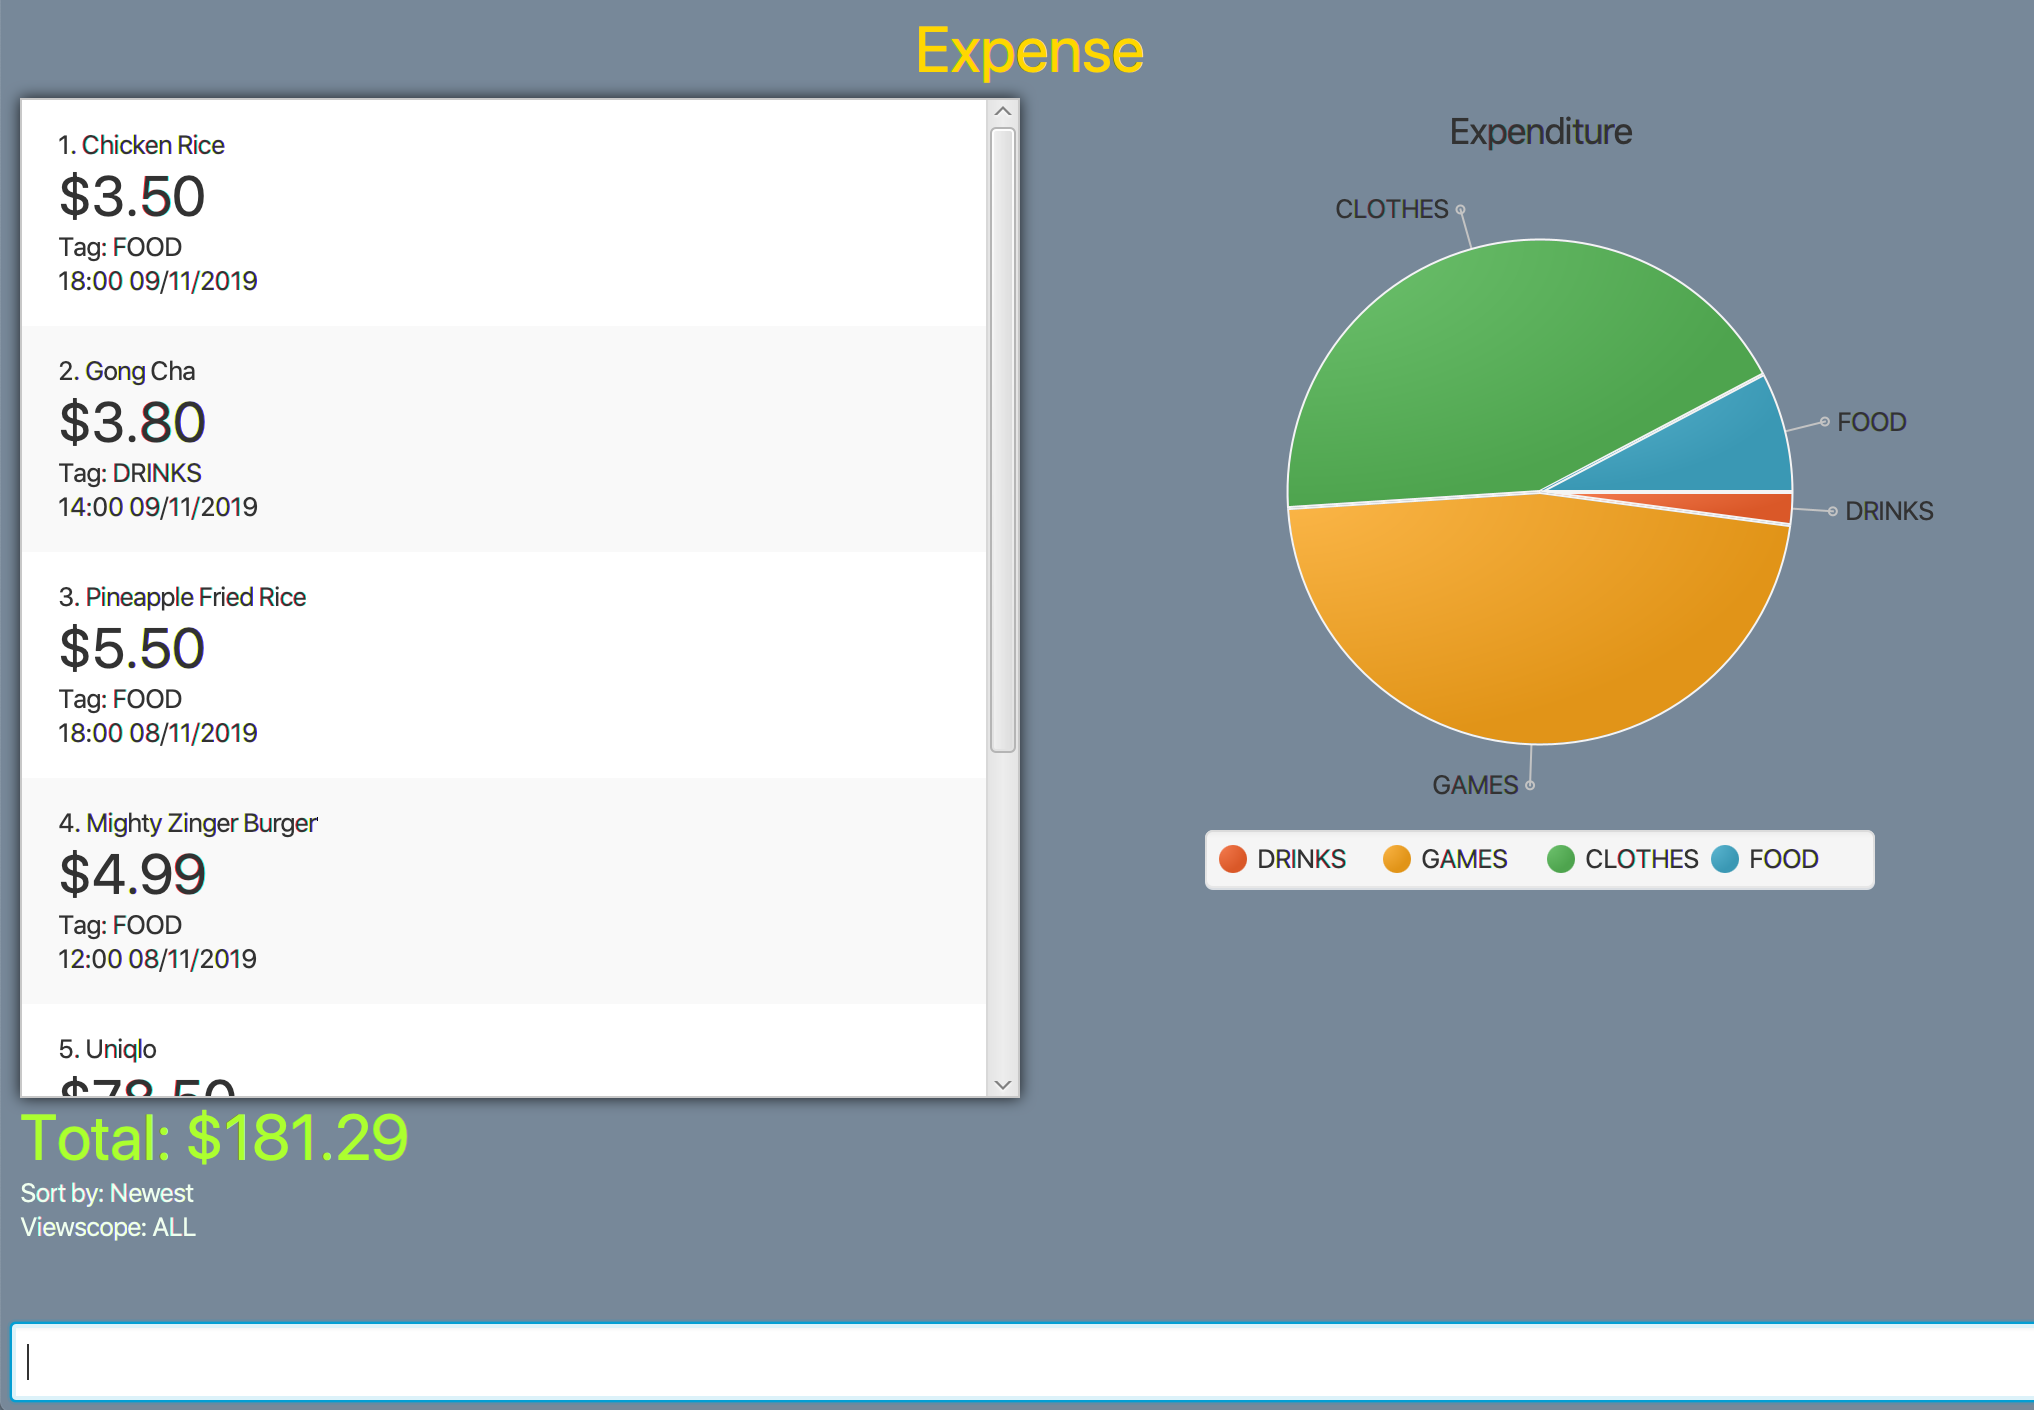 Expense
1. Chicken Rice
$3.50
Tag: FOOD
18:00 09/11/2019
2. Gong Cha
$3.80
Tag: DRINKS
14:00 09/11/2019
3. Pineapple Fried Rice
$5.50
Tag: FOOD
18:00 08/11/2019
4. Mighty Zinger Burger
$4.99
Tag: FOOD
12:00 08/11/2019
5. Uniqlo
$78.50
Total: $181.29
Sort by: Newest
Viewscope: ALL
Expenditure
CLOTHES
FOOD
DRINKS
GAMES
DRINKS GAMES CLOTHES FOOD